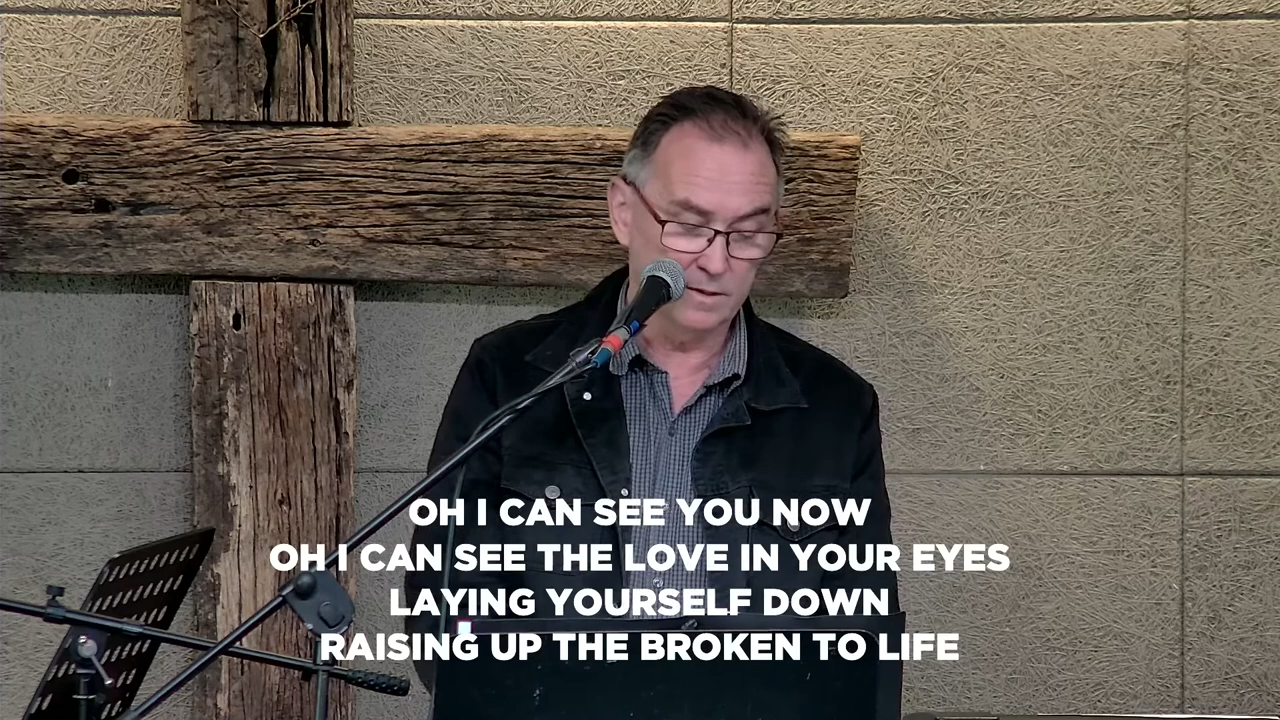 OH I CAN SEE YOU NOW
OH I CAN SEE THE LOVE IN YOUR EYES
LAYING YOURSELF DOWN
RAISING UP THE BROKEN TO LIFE